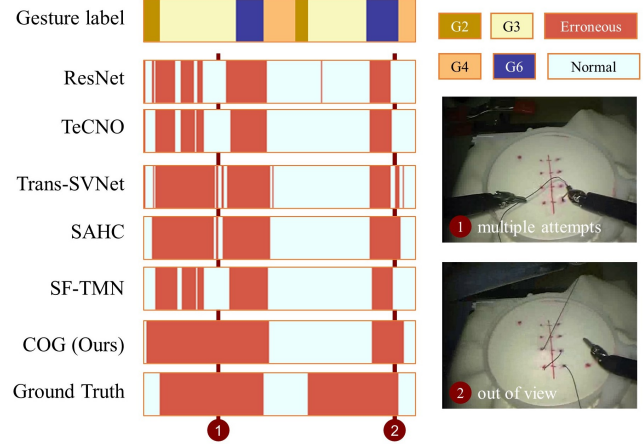 Gesture label
ResNet
TeCNO
Trans-SVNet
SAHC
SF-TMN
COG (Ours)
Ground Truth
1
2
G2
G3
Erroneous
G4
G6
Normal
1 multiple attempts
2 out of view